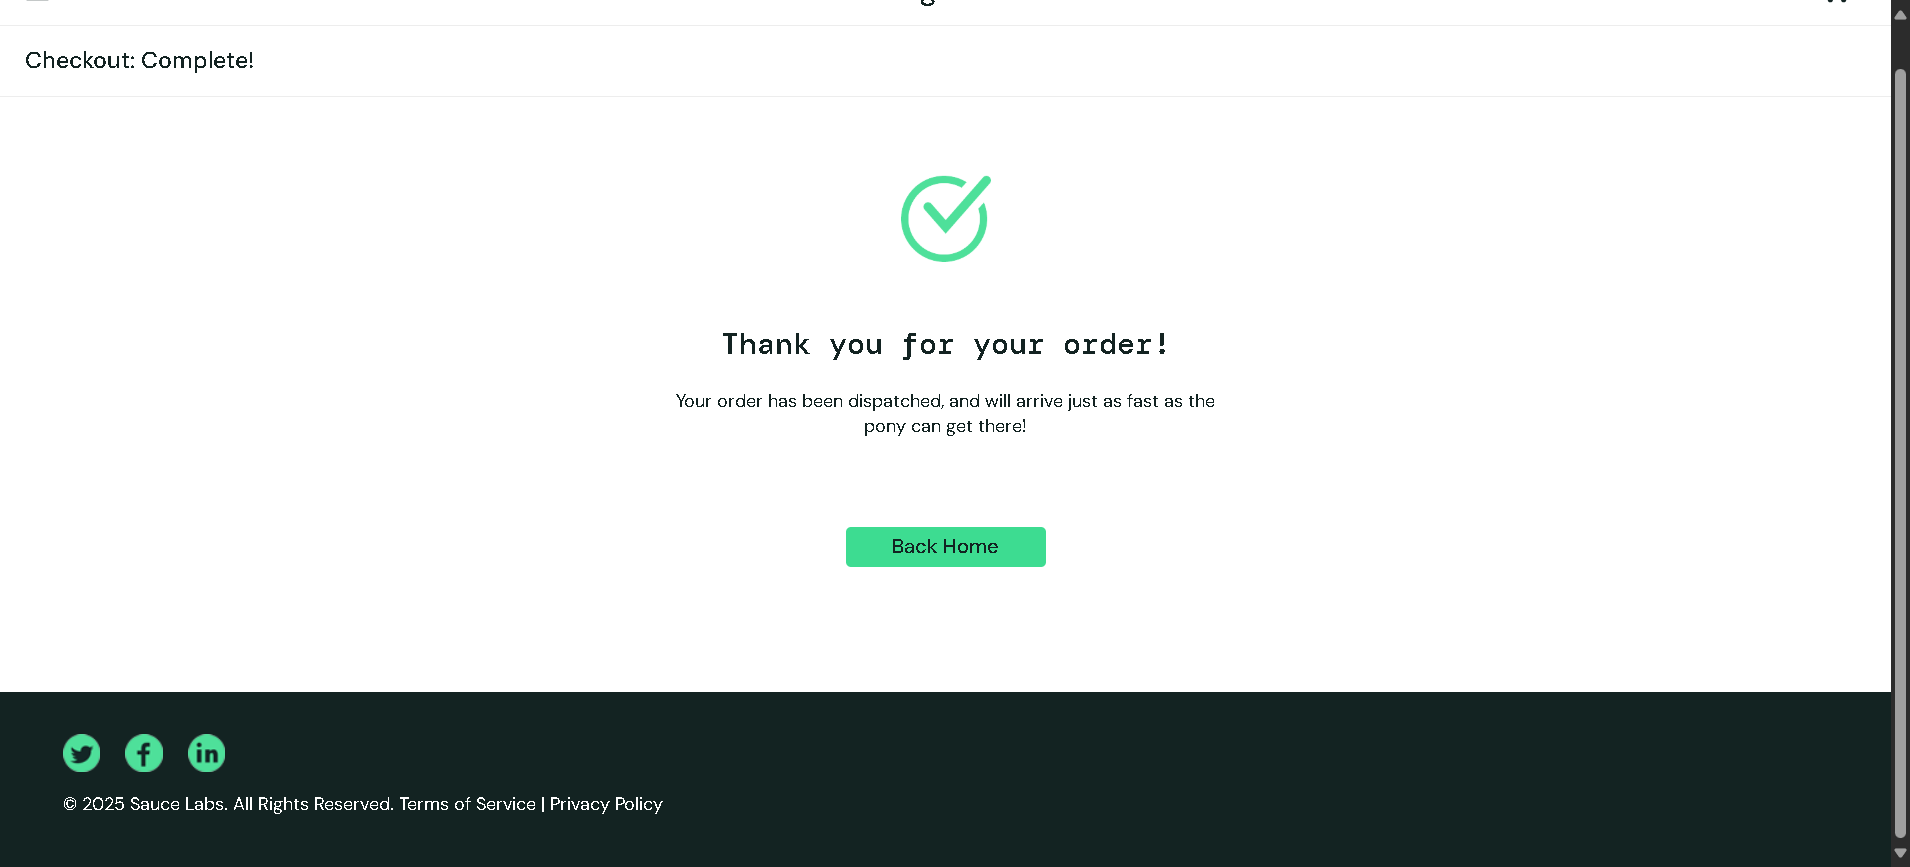 Checkout: Complete!
Thank you for your order!
Your order has been dispatched, and will arrive just as fast as the
pony can get there!
Back Home
© 2025 Sauce Labs. All Rights Reserved. Terms of Service | Privacy Policy